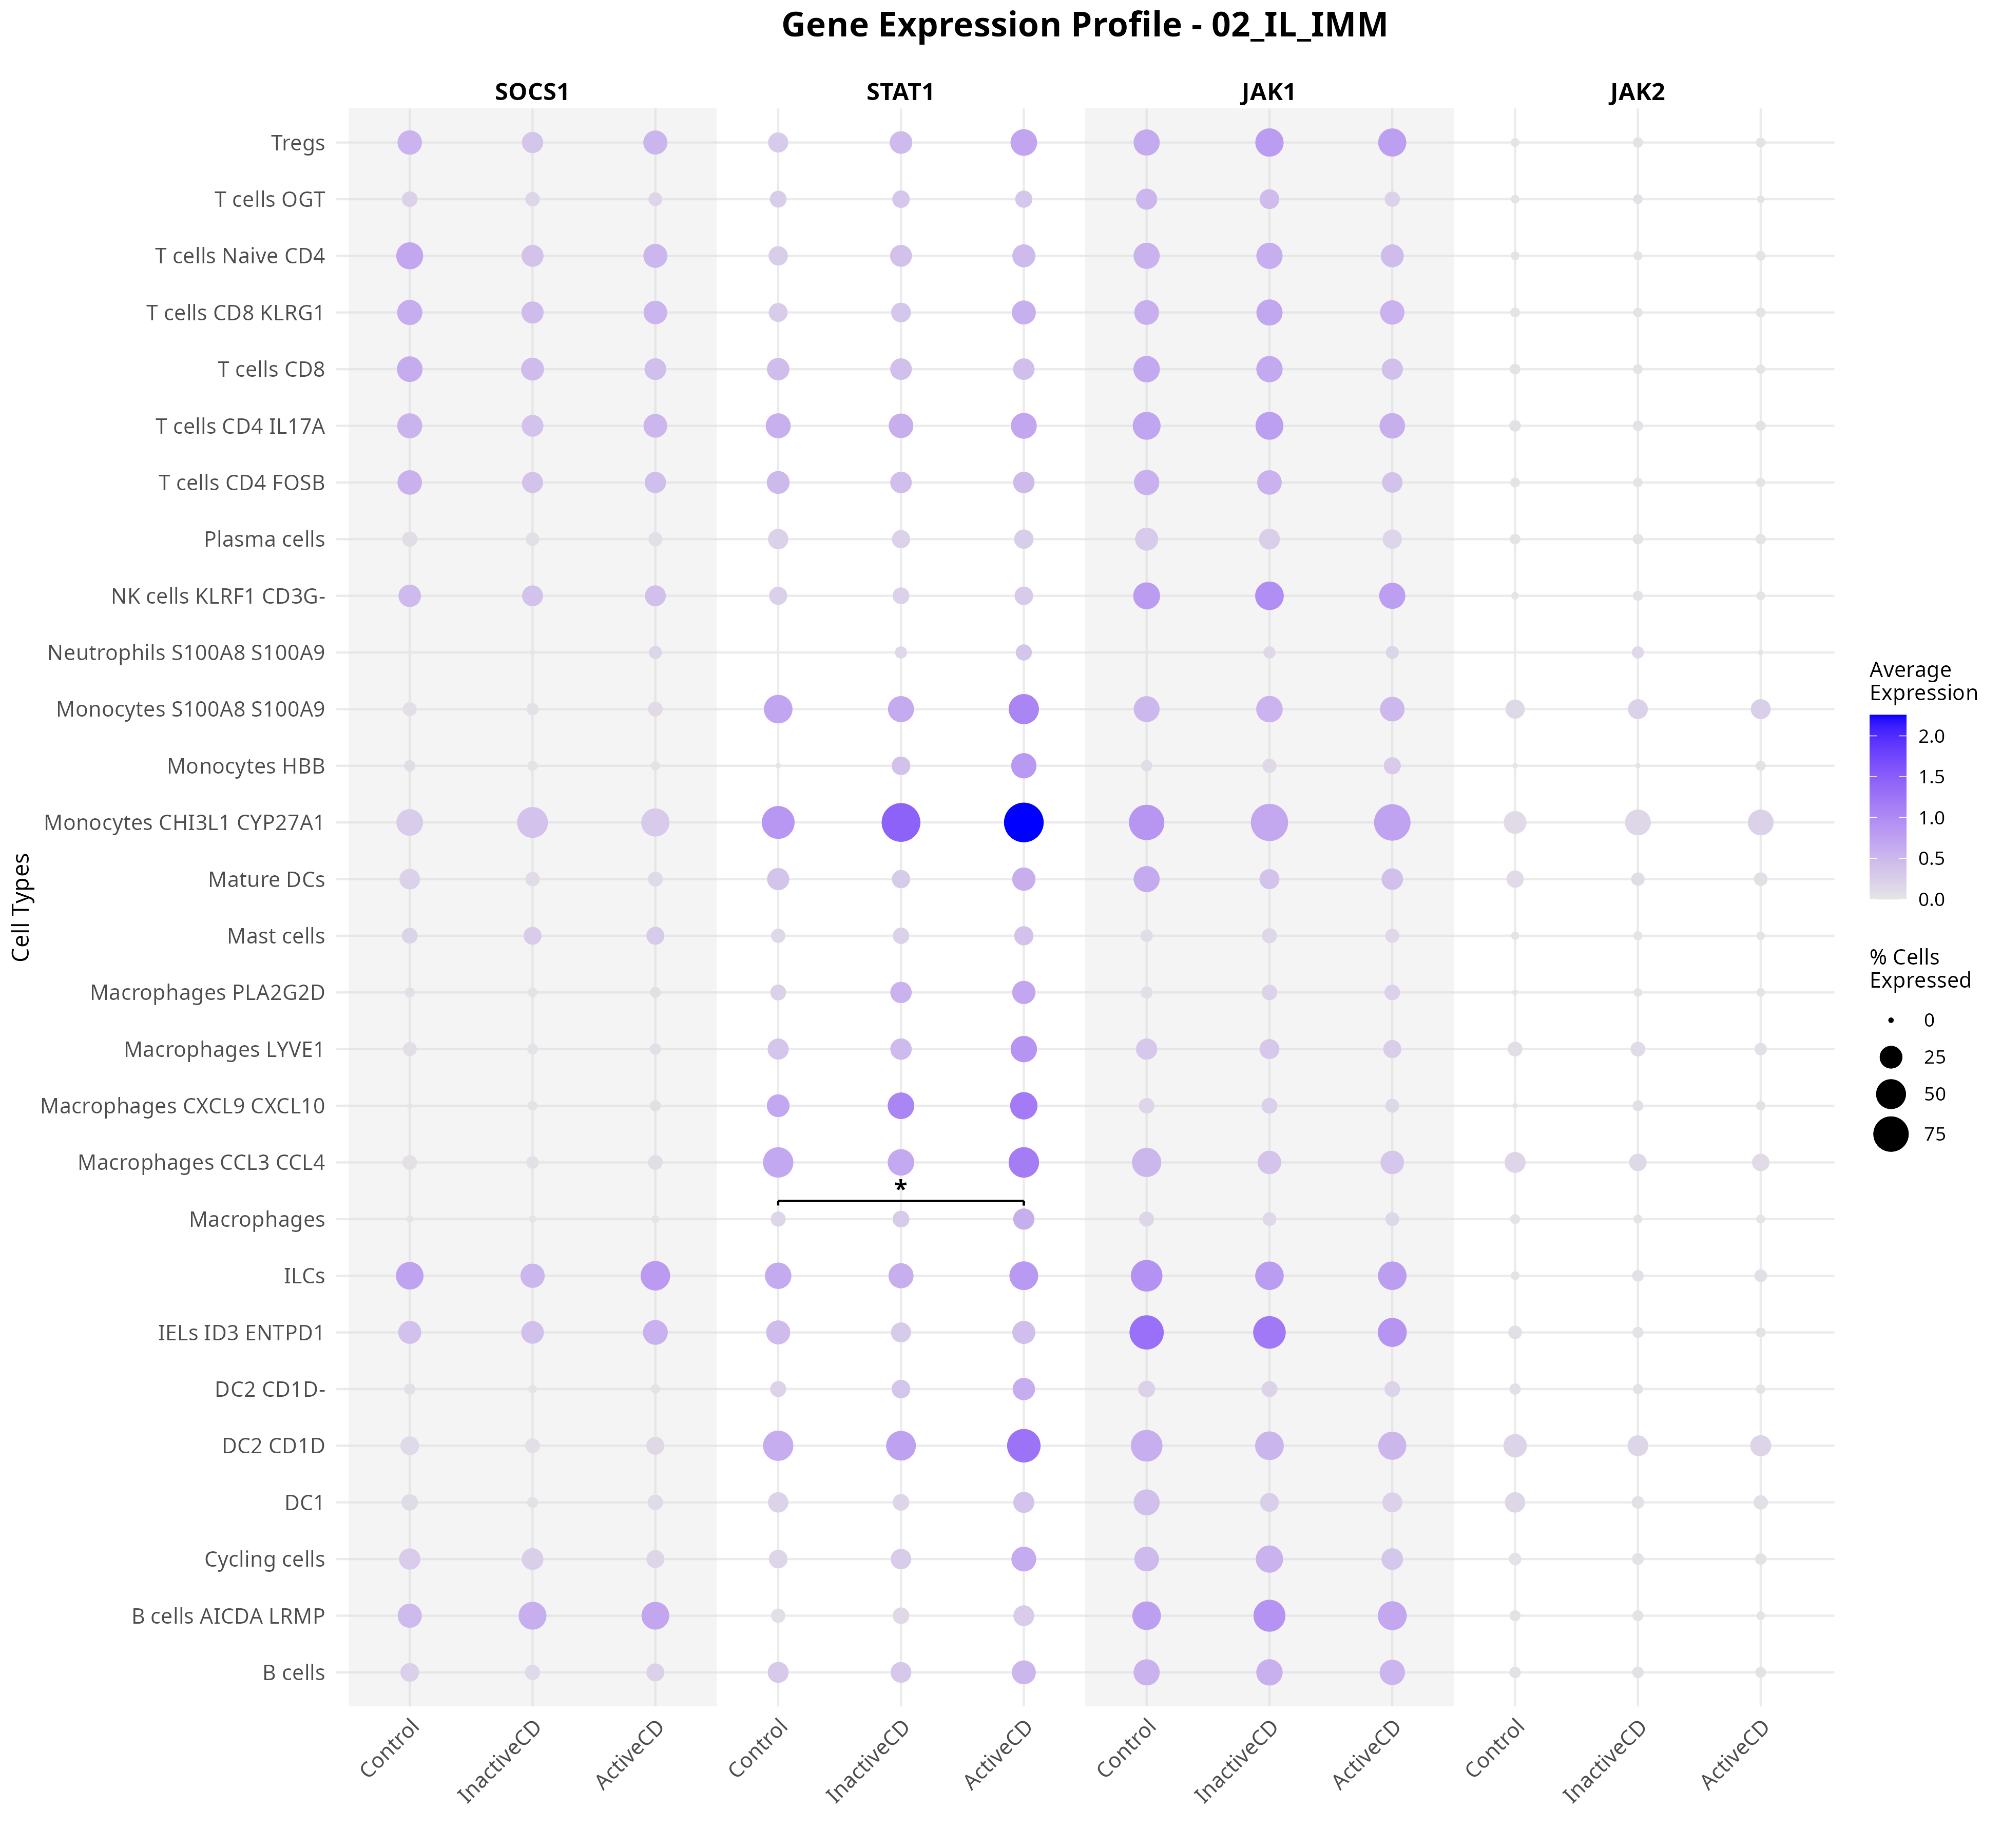 Gene Expression Profile - 02_IL_IMM
SOCS1
STAT1
JAK1
JAK2
Cell Types
Tregs
T cells OGT
T cells Naive CD4
T cells CD8 KLRG1
T cells CD8
T cells CD4 IL17A
T cells CD4 FOSB
Plasma cells
NK cells KLRF1 CD3G-
Neutrophils S100A8 S100A9
Monocytes S100A8 S100A9
Monocytes HBB
Monocytes CHI3L1 CYP27A1
Mature DCs
Mast cells
Macrophages PLA2G2D
Macrophages LYVE1
Macrophages CXCL9 CXCL10
Macrophages CCL3 CCL4
*
Macrophages
ILCs
IELs ID3 ENTPD1
DC2 CD1D-
DC2 CD1D
DC1
Cycling cells
B cells AICDA LRMP
B cells
Control
InactiveCD
ActiveCD
Control
InactiveCD
ActiveCD
Control
InactiveCD
ActiveCD
Control
InactiveCD
ActiveCD
Average
Expression
2.0
1.5
1.0
0.5
0.0
% Cells
Expressed
0
25
50
75